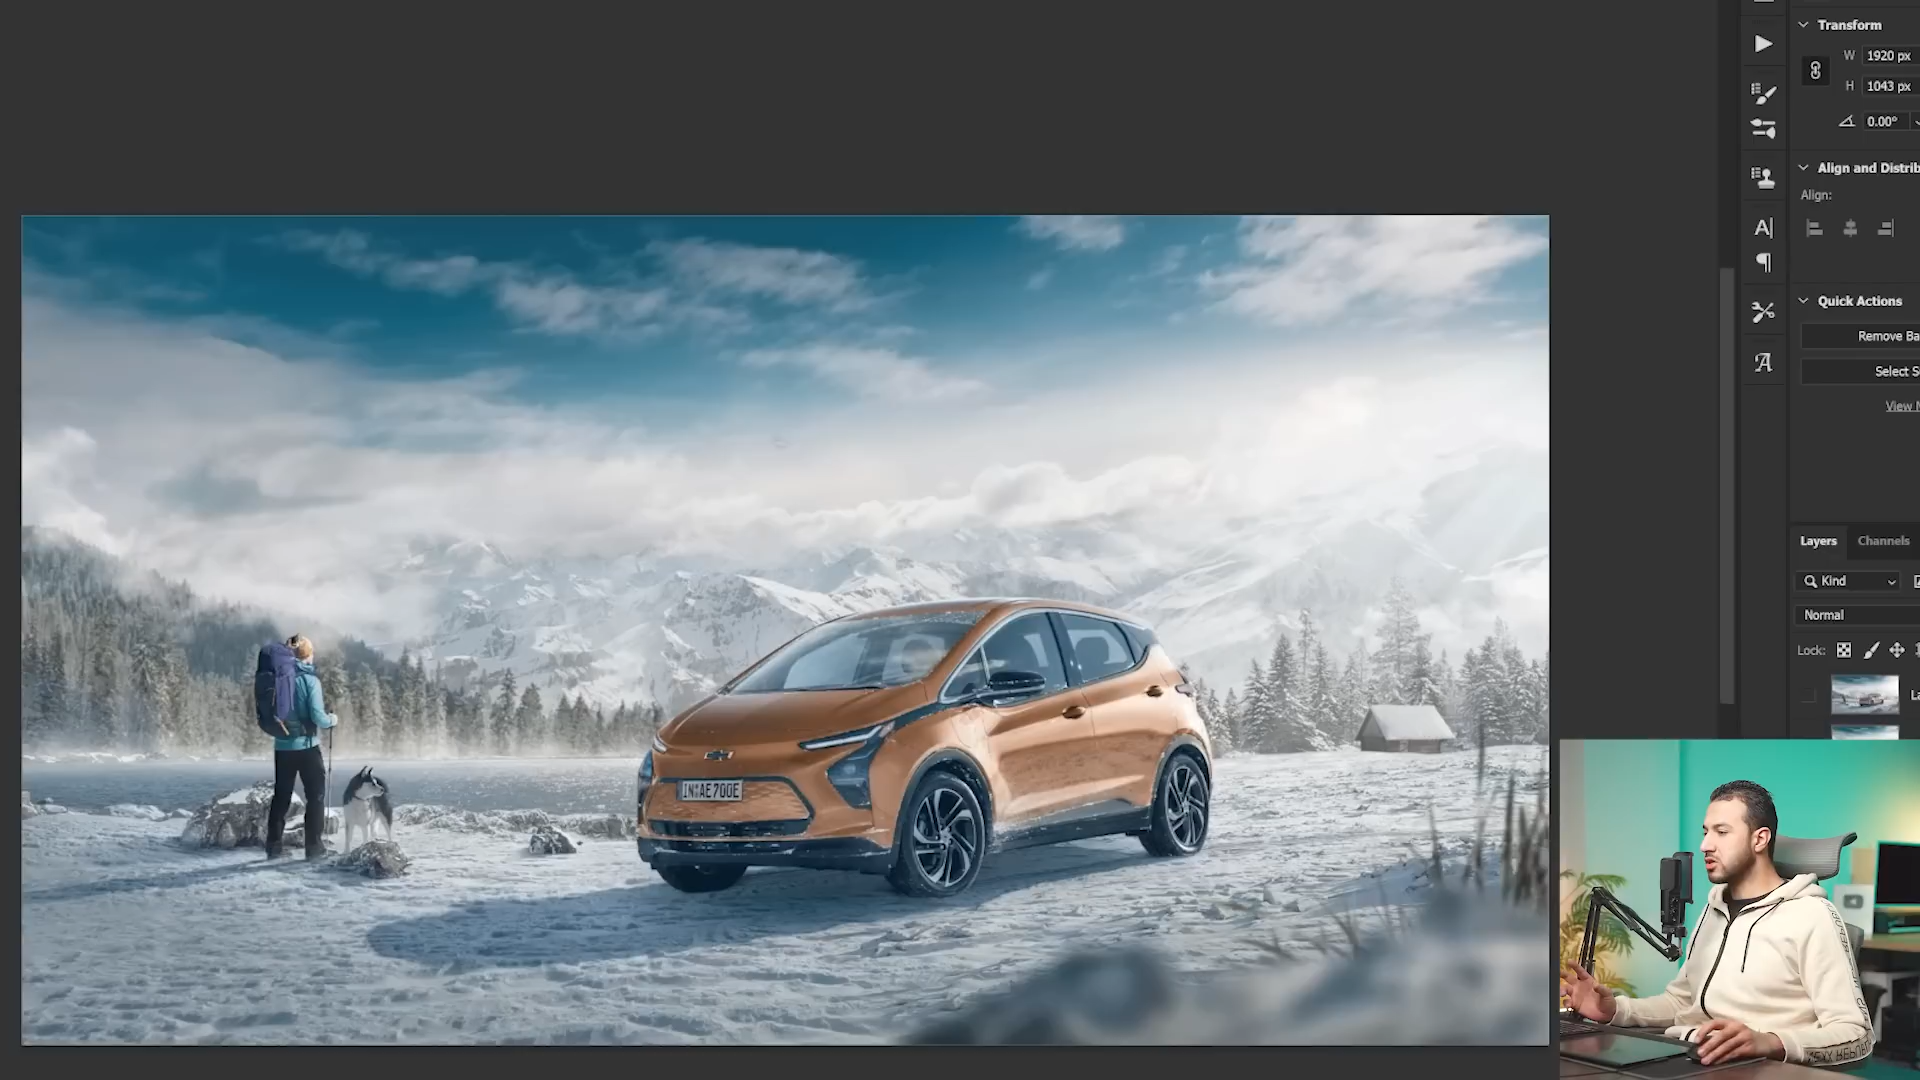 Transform
W 1920 px
H 1043 px
0.00°
Align and Distrib
Align:
Quick Actions
Remove Ba
Select S
View M
Layers Channels
Kind
Normal
Lock:
La
IN AE700E